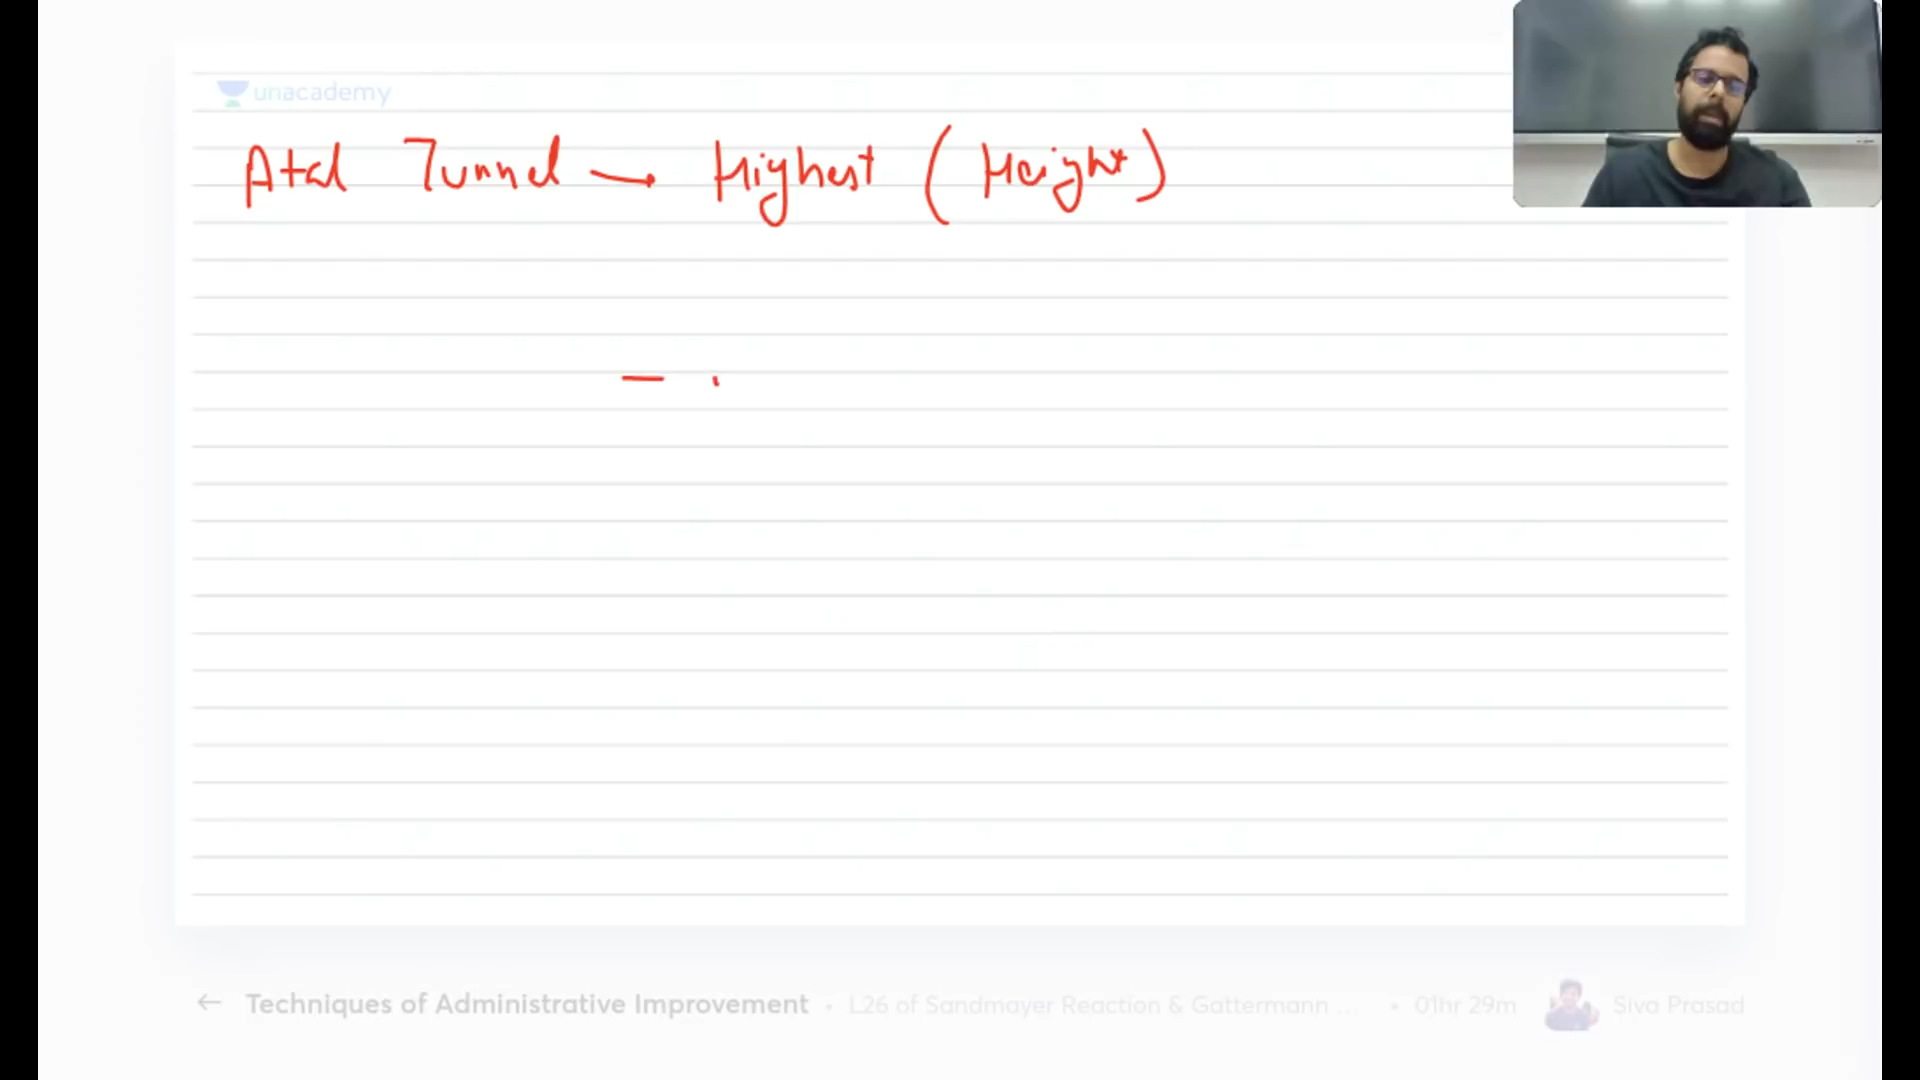 unacademy
Atal Tunnel → Highest (Height)
Techniques of Administrative Improvement • L26 of Sandmayer Reaction & Gattermann ... • 01hr 29m Siva Prasad